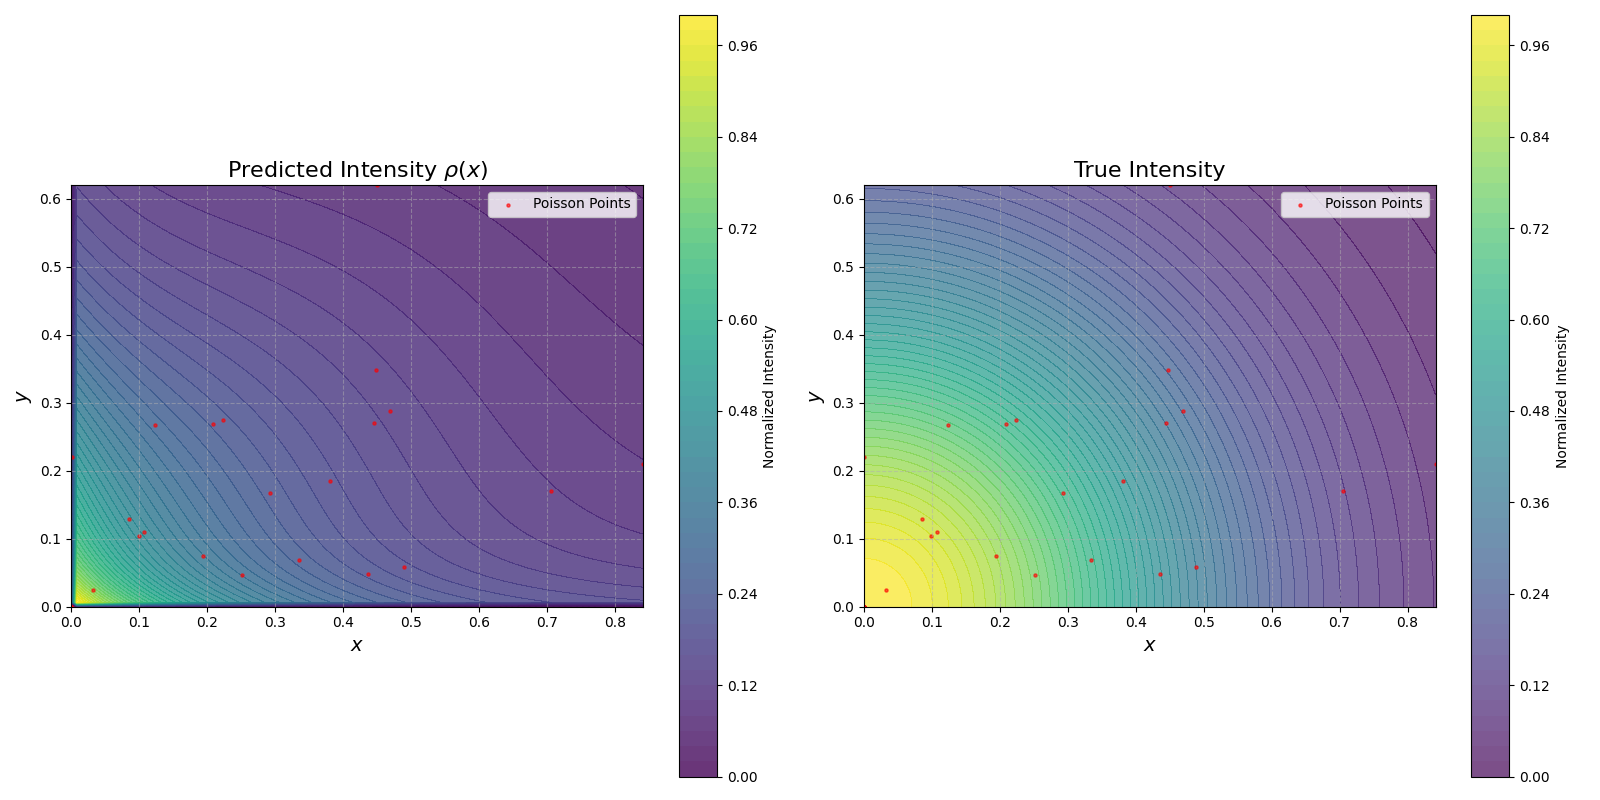 Predicted Intensity ρ(x)
Poisson Points
0.6
0.5
0.4
0.3
0.2
0.1
0.0
y
0.0 0.1 0.2 0.3 0.4 0.5 0.6 0.7 0.8
x
0.96
0.84
0.72
0.60
0.48
0.36
0.24
0.12
0.00
Normalized Intensity
True Intensity
Poisson Points
0.6
0.5
0.4
0.3
0.2
0.1
0.0
y
0.0 0.1 0.2 0.3 0.4 0.5 0.6 0.7 0.8
x
0.96
0.84
0.72
0.60
0.48
0.36
0.24
0.12
0.00
Normalized Intensity